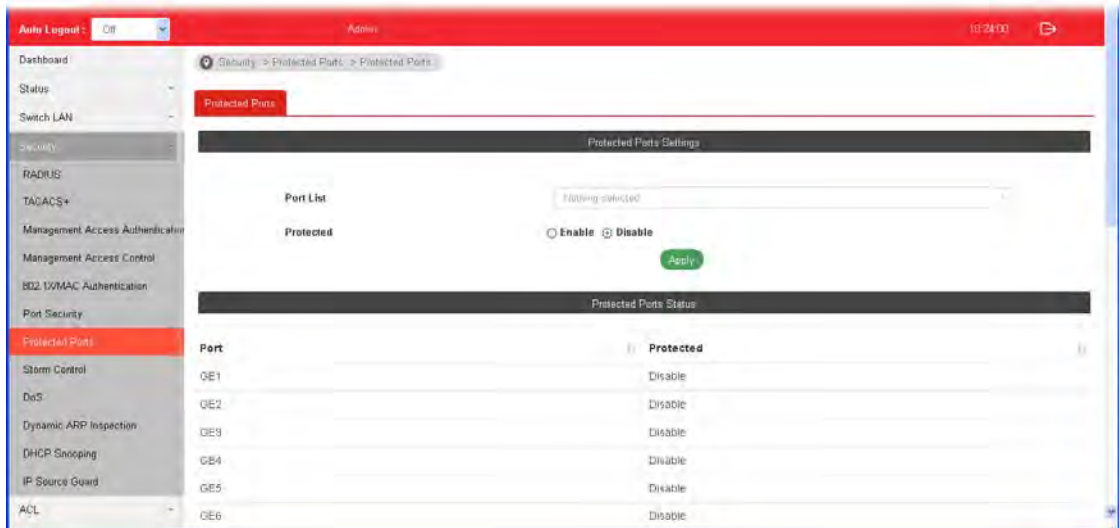 Auto Logout : Off Admin 10:24:00
Dashboard
Status
Switch LAN
Security
RADIUS
TACACS+
Management Access Authentication
Management Access Control
802.1X/MAC Authentication
Port Security
Protected Ports
Storm Control
DoS
Dynamic ARP Inspection
DHCP Snooping
IP Source Guard
ACL
Security > Protected Ports > Protected Ports
Protected Ports
Protected Ports Settings
Port List Nothing selected
Protected Enable Disable
Apply
Protected Ports Status
Port Protected
GE1 Disable
GE2 Disable
GE3 Disable
GE4 Disable
GE5 Disable
GE6 Disable